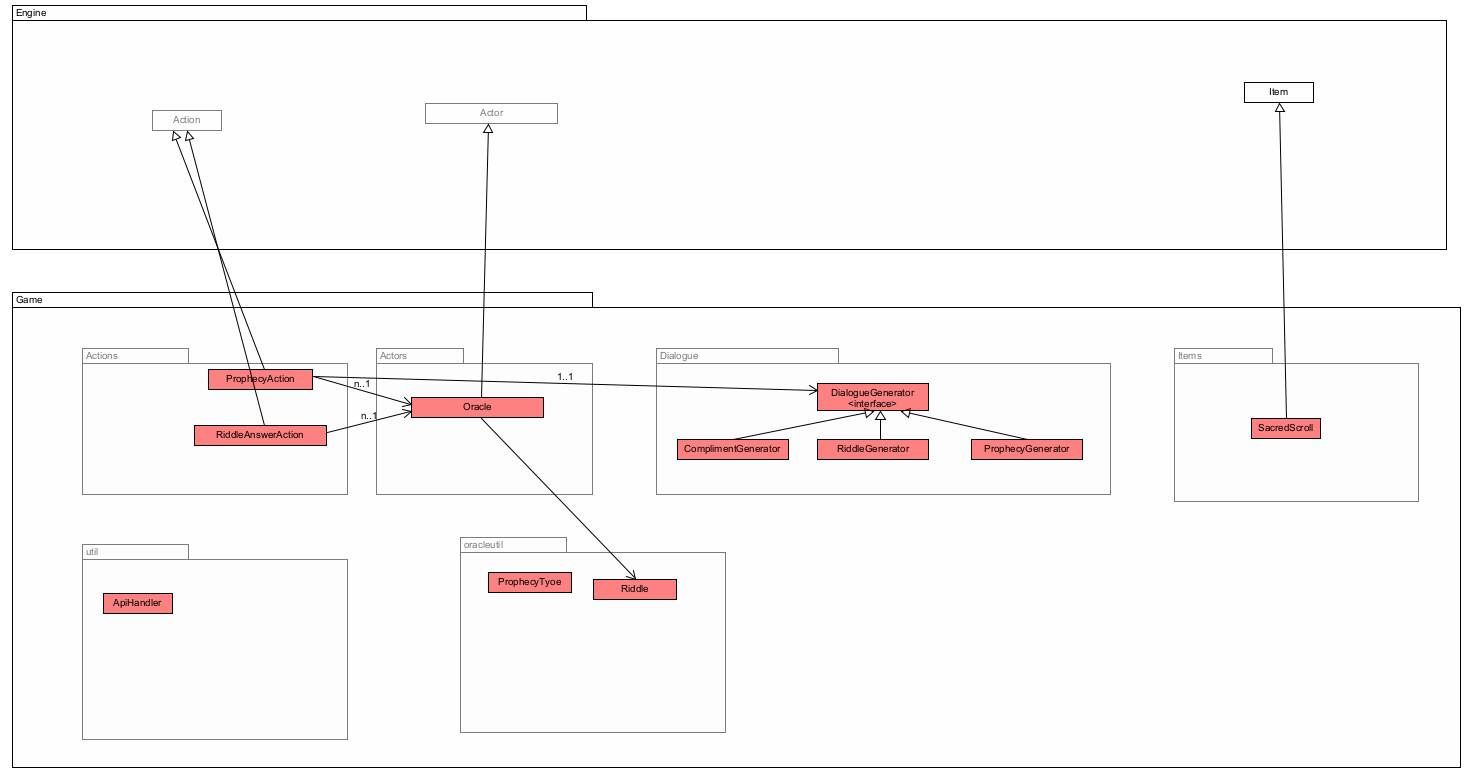 Engine
Action
Actor
Item
Game
Actions
ProphecyAction
RiddleAnswerAction
n..1
n..1
Actors
Oracle
1..1
Dialogue
DialogueGenerator
<interface>
ComplimentGenerator
RiddleGenerator
ProphecyGenerator
Items
SacredScroll
util
ApiHandler
oracleutil
ProphecyTyoe
Riddle